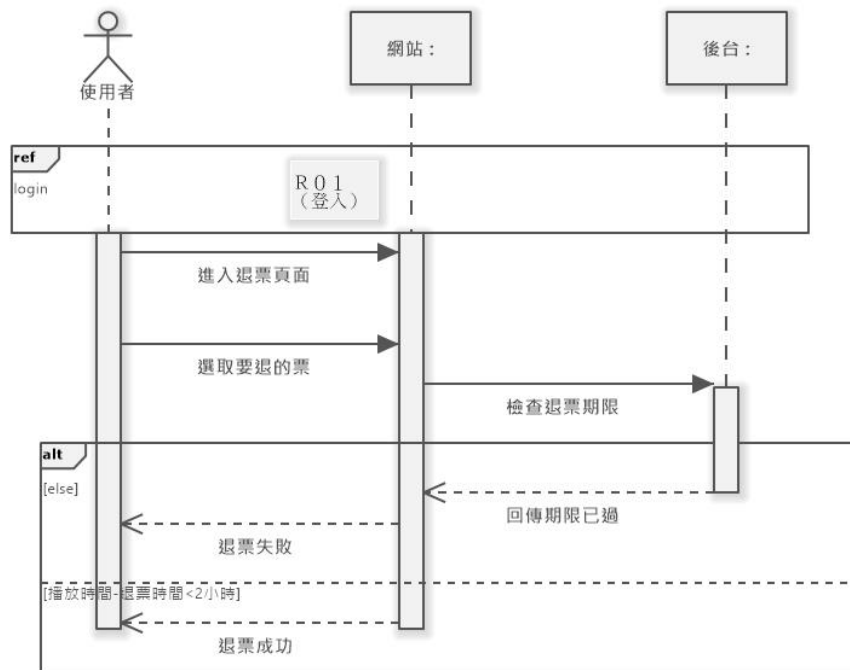 網站：
後台：
使用者
ref
login
R01
（登入）
進入退票頁面
選取要退的票
檢查退票期限
alt
[else]
回傳期限已過
退票失敗
[播放時間-退票時間<2小時]
退票成功